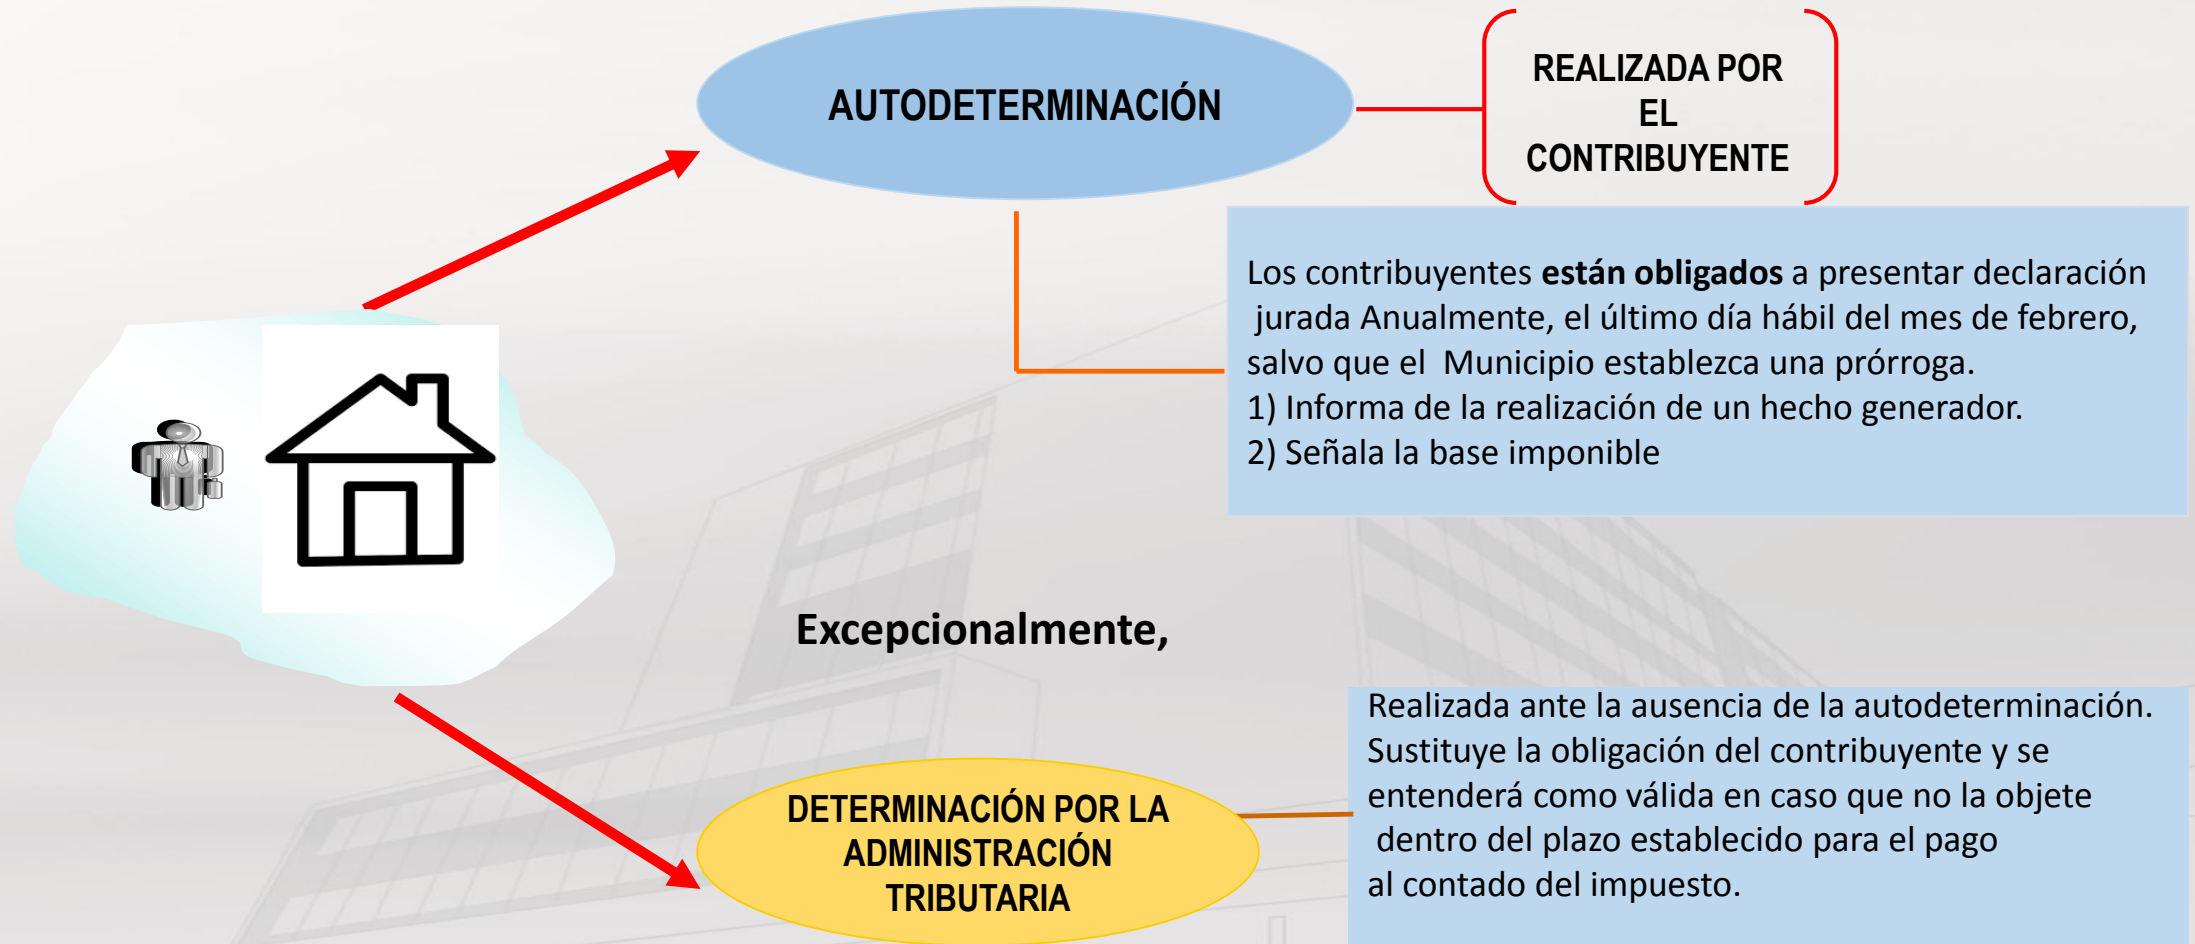 AUTODETERMINACIÓN
REALIZADA POR
EL
CONTRIBUYENTE
Los contribuyentes están obligados a presentar declaración
jurada Anualmente, el último día hábil del mes de febrero,
salvo que el Municipio establezca una prórroga.
1) Informa de la realización de un hecho generador.
2) Señala la base imponible
Excepcionalmente,
DETERMINACIÓN POR LA
ADMINISTRACIÓN
TRIBUTARIA
Realizada ante la ausencia de la autodeterminación.
Sustituye la obligación del contribuyente y se
entenderá como válida en caso que no la objete
dentro del plazo establecido para el pago
al contado del impuesto.